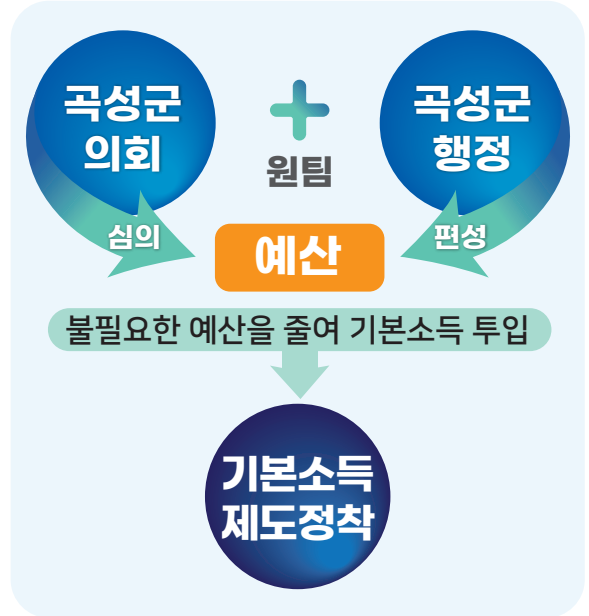 곡성군
의회
원팀
곡성군
행정
심의
예산
편성
불필요한 예산을 줄여 기본소득 투입
기본소득
제도정착